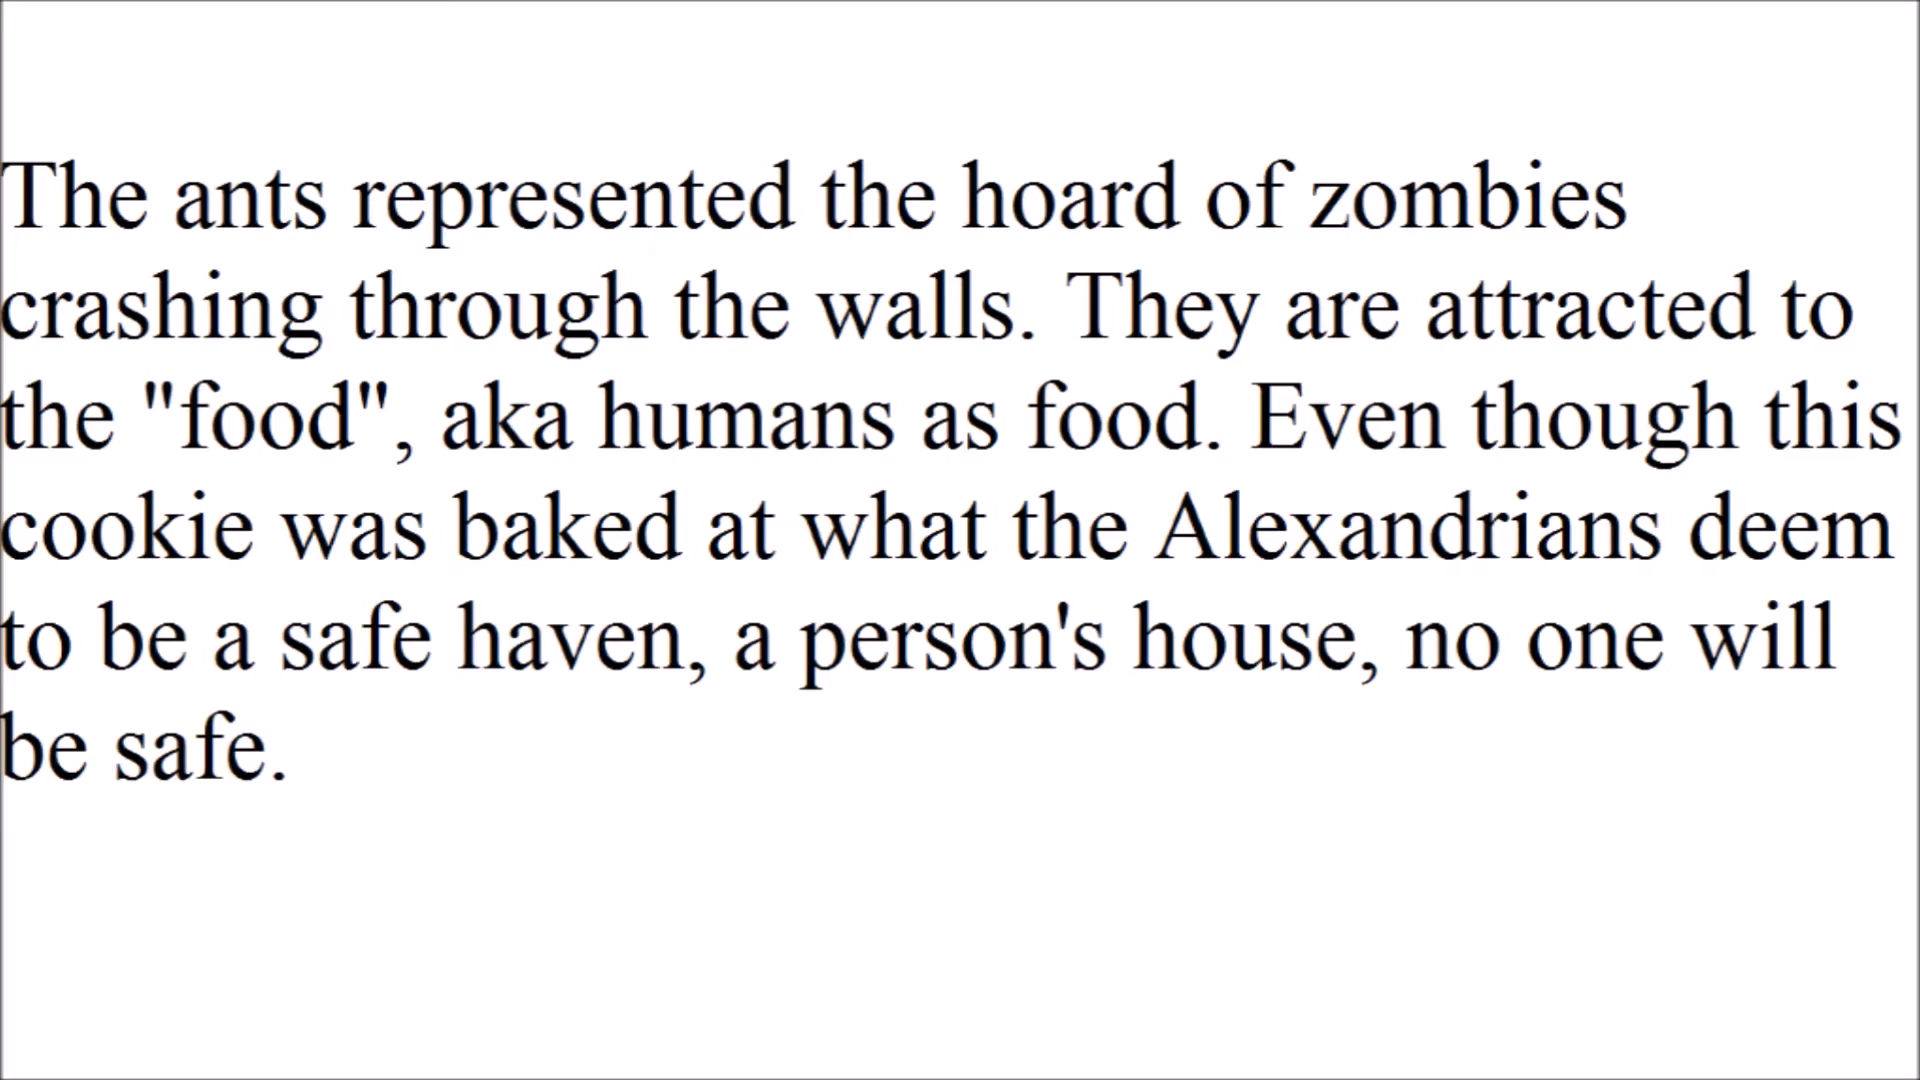 The ants represented the hoard of zombies
crashing through the walls. They are attracted to
the "food", aka humans as food. Even though this
cookie was baked at what the Alexandrians deem
to be a safe haven, a person's house, no one will
be safe.